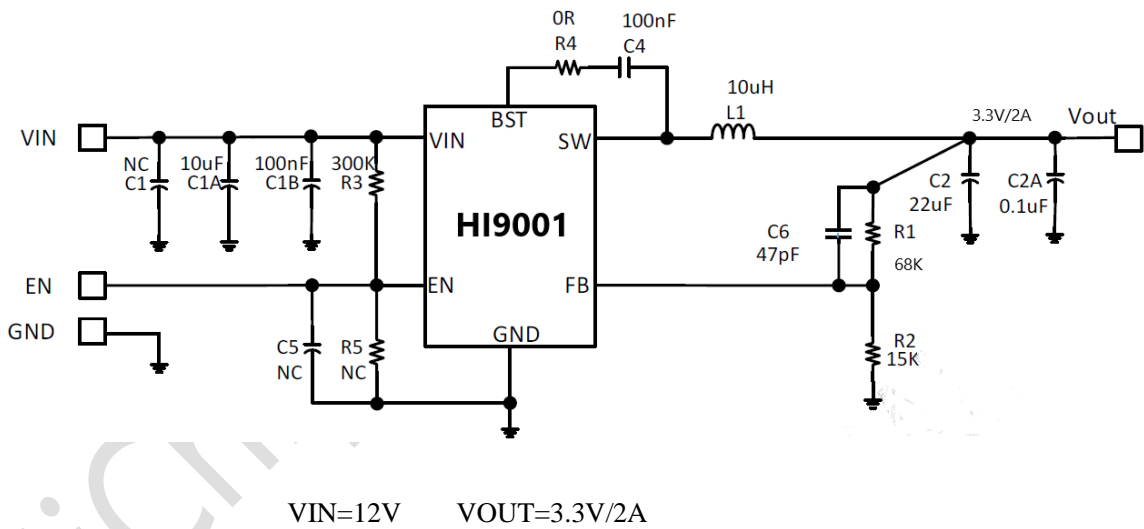 0R
R4
100nF
C4
10uH
L1
3.3V/2A
Vout
VIN
NC
C1
10uF
C1A
100nF
C1B
300K
R3
BST
VIN
SW
HI9001
C6
47pF
R1
68K
C2
22uF
C2A
0.1uF
EN
EN
FB
GND
GND
C5
NC
R5
NC
R2
15K
VIN=12V VOUT=3.3V/2A